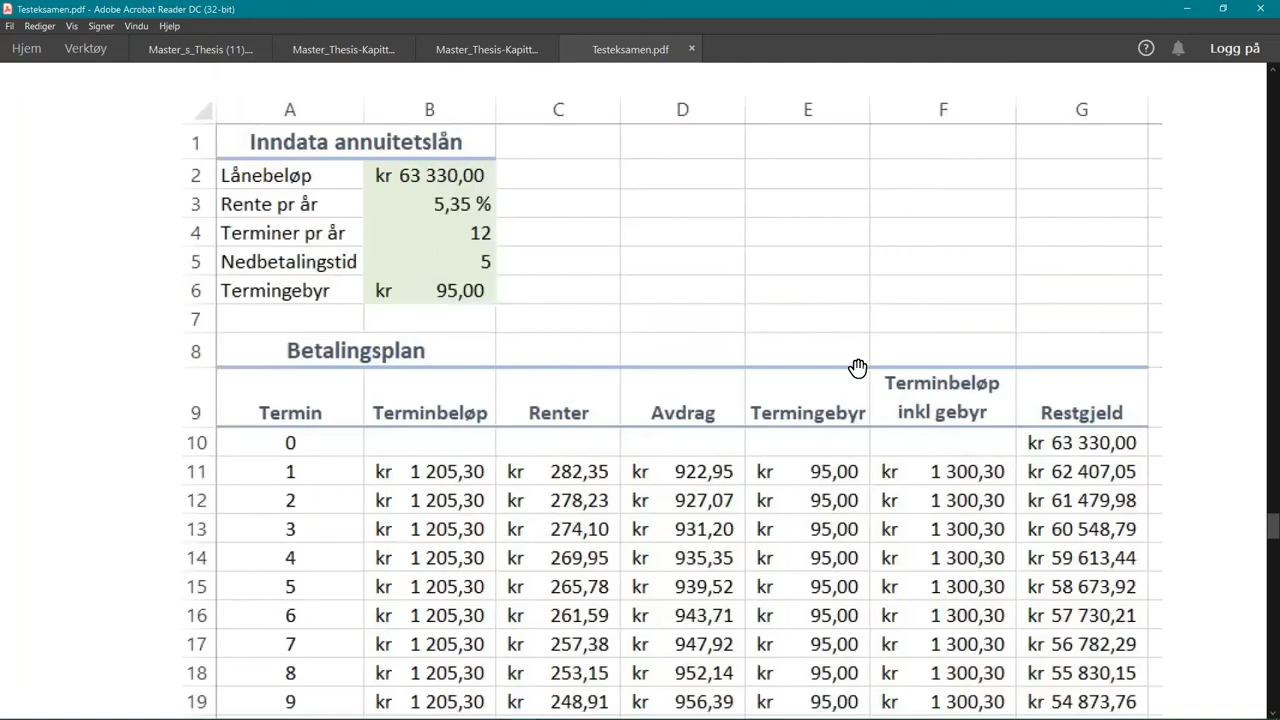 Testeksamen.pdf - Adobe Acrobat Reader DC (32-bit)
Fil Rediger Vis Signer Vindu Hjelp
Hjem Verktøy Master_s_Thesis (11).... Master_Thesis-Kapitt... Master_Thesis-Kapitt... Testeksamen.pdf × ? Logg på
A B C D E F G
1 Inndata annuitetslån
2 Lånebeløp kr 63 330,00
3 Rente pr år 5,35 %
4 Terminer pr år 12
5 Nedbetalingstid 5
6 Termingebyr kr 95,00
7
8 Betalingsplan
9 Termin Terminbeløp Renter Avdrag Termingebyr Terminbeløp inkl gebyr Restgjeld
10 0 kr 63 330,00
11 1 kr 1 205,30 kr 282,35 kr 922,95 kr 95,00 kr 1 300,30 kr 62 407,05
12 2 kr 1 205,30 kr 278,23 kr 927,07 kr 95,00 kr 1 300,30 kr 61 479,98
13 3 kr 1 205,30 kr 274,10 kr 931,20 kr 95,00 kr 1 300,30 kr 60 548,79
14 4 kr 1 205,30 kr 269,95 kr 935,35 kr 95,00 kr 1 300,30 kr 59 613,44
15 5 kr 1 205,30 kr 265,78 kr 939,52 kr 95,00 kr 1 300,30 kr 58 673,92
16 6 kr 1 205,30 kr 261,59 kr 943,71 kr 95,00 kr 1 300,30 kr 57 730,21
17 7 kr 1 205,30 kr 257,38 kr 947,92 kr 95,00 kr 1 300,30 kr 56 782,29
18 8 kr 1 205,30 kr 253,15 kr 952,14 kr 95,00 kr 1 300,30 kr 55 830,15
19 9 kr 1 205,30 kr 248,91 kr 956,39 kr 95,00 kr 1 300,30 kr 54 873,76